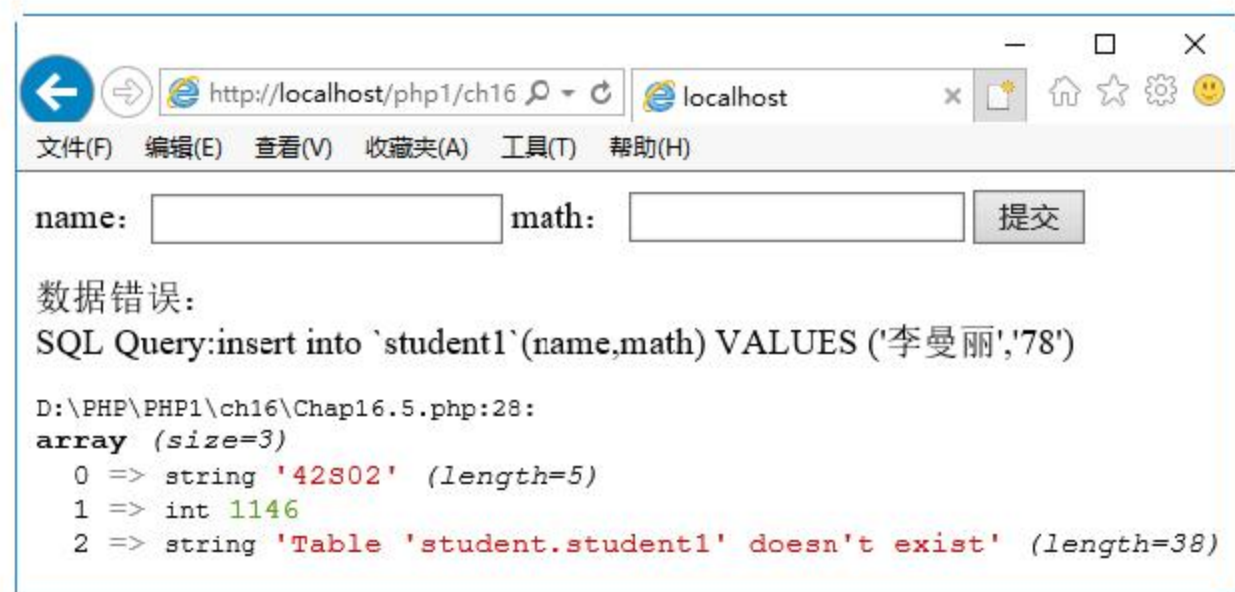 http://localhost/php1/ch16
localhost
文件(F) 编辑(E) 查看(V) 收藏夹(A) 工具(T) 帮助(H)
name： math： 提交
数据错误：
SQL Query:insert into `student1`(name,math) VALUES ('李曼丽','78')
D:\PHP\PHP1\ch16\Chap16.5.php:28:
array (size=3)
0 => string '42S02' (length=5)
1 => int 1146
2 => string 'Table 'student.student1' doesn't exist' (length=38)